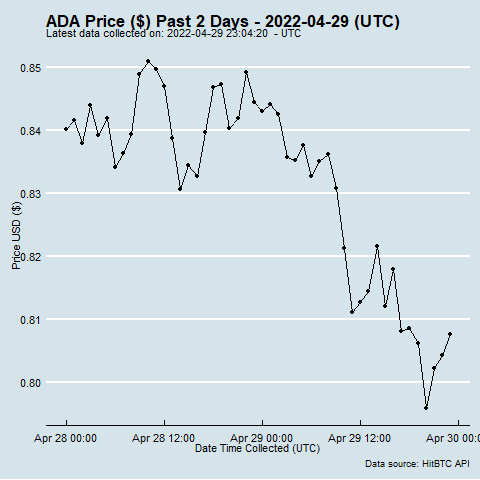 ADA Price ($) Past 2 Days - 2022-04-29 (UTC)
Latest data collected on: 2022-04-29 23:04:20 - UTC
0.85
0.84
0.83
0.82
0.81
0.80
Price USD ($)
Apr 28 00:00 Apr 28 12:00 Apr 29 00:00 Apr 29 12:00 Apr 30 00:00
Date Time Collected (UTC)
Data source: HitBTC API